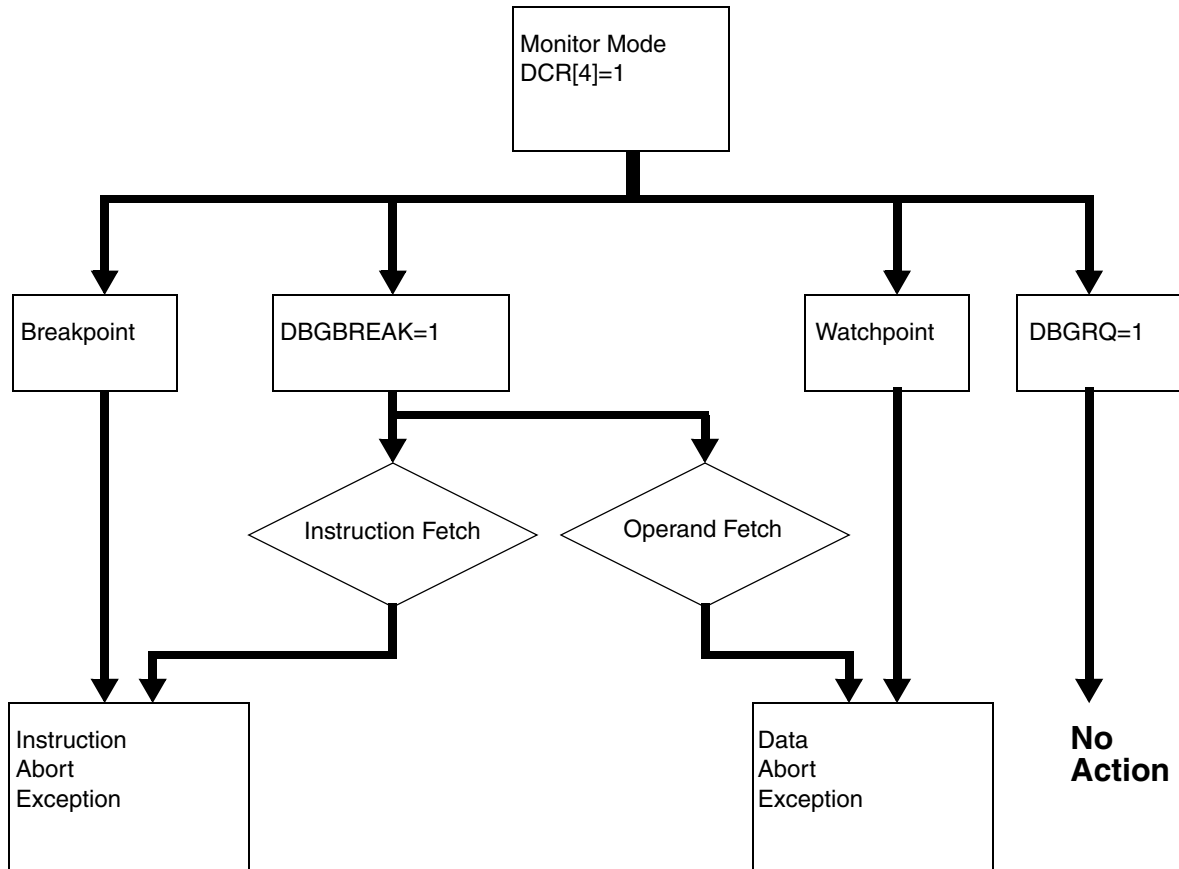 Monitor Mode
DCR[4]=1
Breakpoint
DBGBREAK=1
Watchpoint
DBGRQ=1
Instruction Fetch
Operand Fetch
Instruction
Abort
Exception
Data
Abort
Exception
No
Action